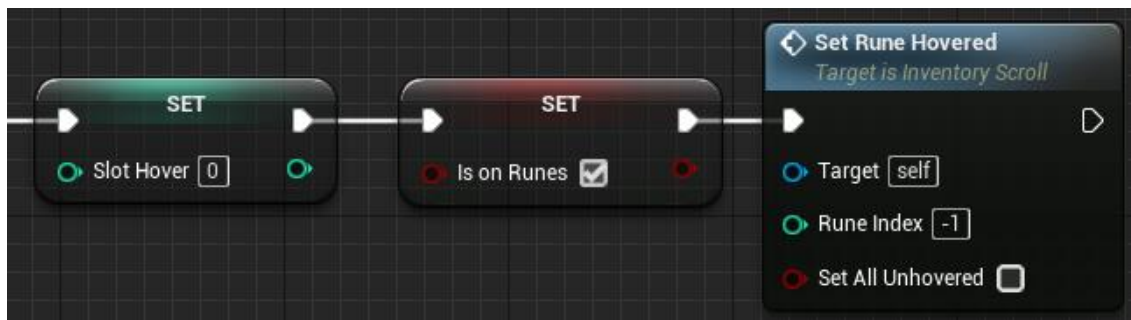 SET
Slot Hover 0
SET
Is on Runes
Set Rune Hovered
Target is Inventory Scroll
Target self
Rune Index -1
Set All Unhovered